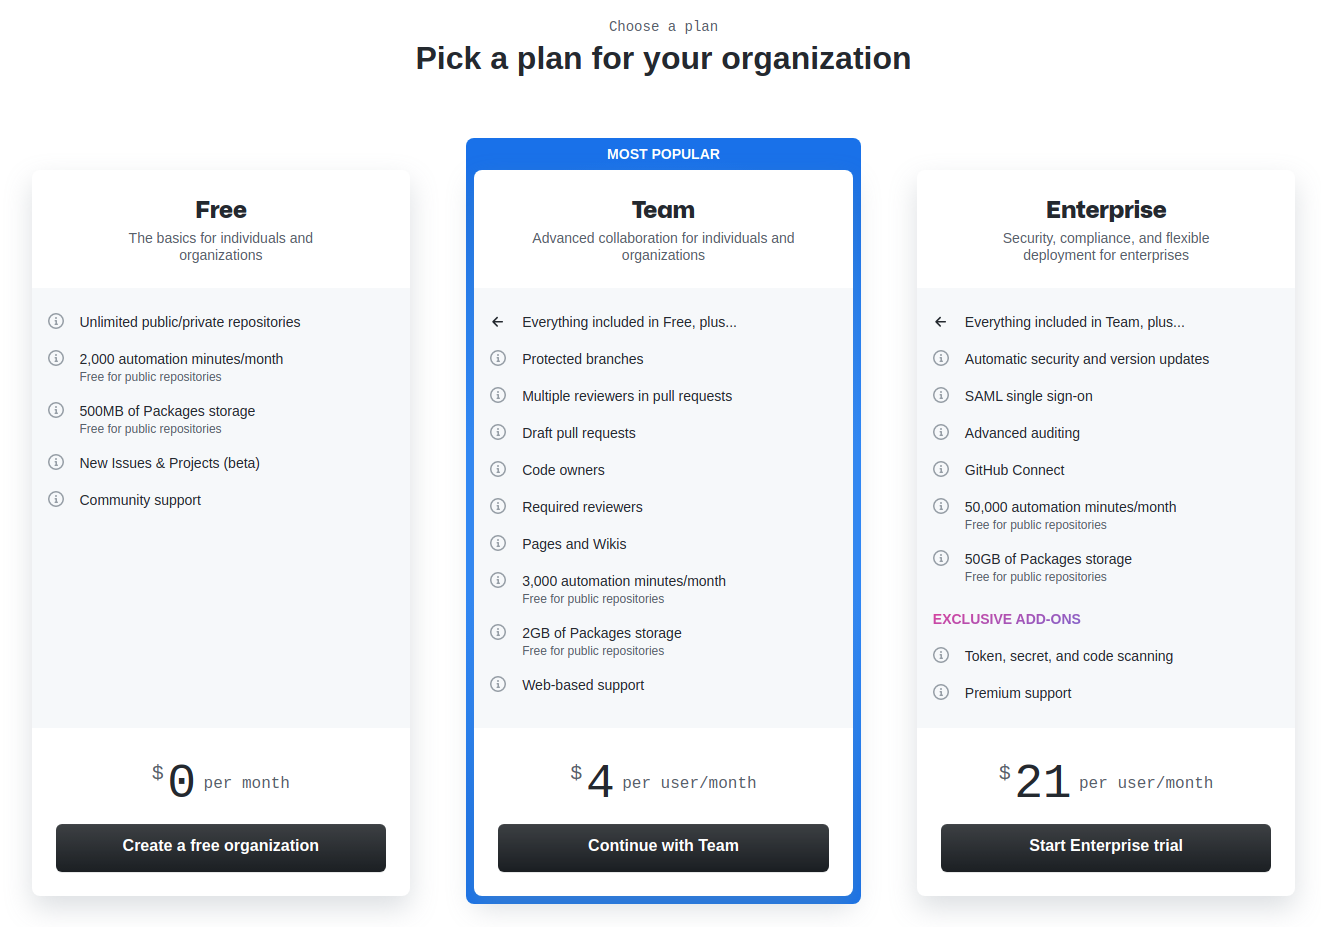 Choose a plan
Pick a plan for your organization
Free
The basics for individuals and
organizations
Unlimited public/private repositories
2,000 automation minutes/month
Free for public repositories
500MB of Packages storage
Free for public repositories
New Issues & Projects (beta)
Community support
$0 per month
Create a free organization
MOST POPULAR
Team
Advanced collaboration for individuals and
organizations
Everything included in Free, plus...
Protected branches
Multiple reviewers in pull requests
Draft pull requests
Code owners
Required reviewers
Pages and Wikis
3,000 automation minutes/month
Free for public repositories
2GB of Packages storage
Free for public repositories
Web-based support
$4 per user/month
Continue with Team
Enterprise
Security, compliance, and flexible
deployment for enterprises
Everything included in Team, plus...
Automatic security and version updates
SAML single sign-on
Advanced auditing
GitHub Connect
50,000 automation minutes/month
Free for public repositories
50GB of Packages storage
Free for public repositories
EXCLUSIVE ADD-ONS
Token, secret, and code scanning
Premium support
$21 per user/month
Start Enterprise trial